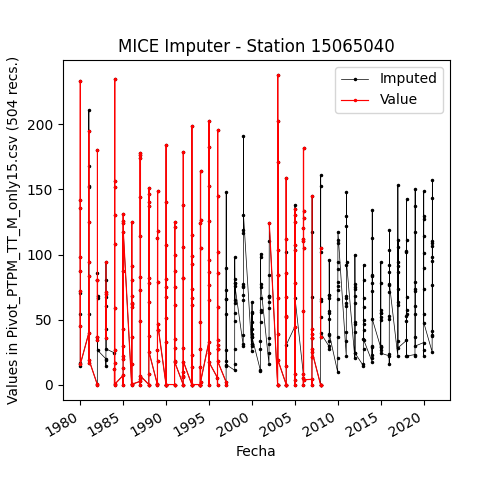 MICE Imputer - Station 15065040
Values in Pivot_PTPM_TT_M_only15.csv (504 recs.)
200
150
100
50
0
Imputed
Value
1980
1985
1990
1995
2000
2005
2010
2015
2020
Fecha